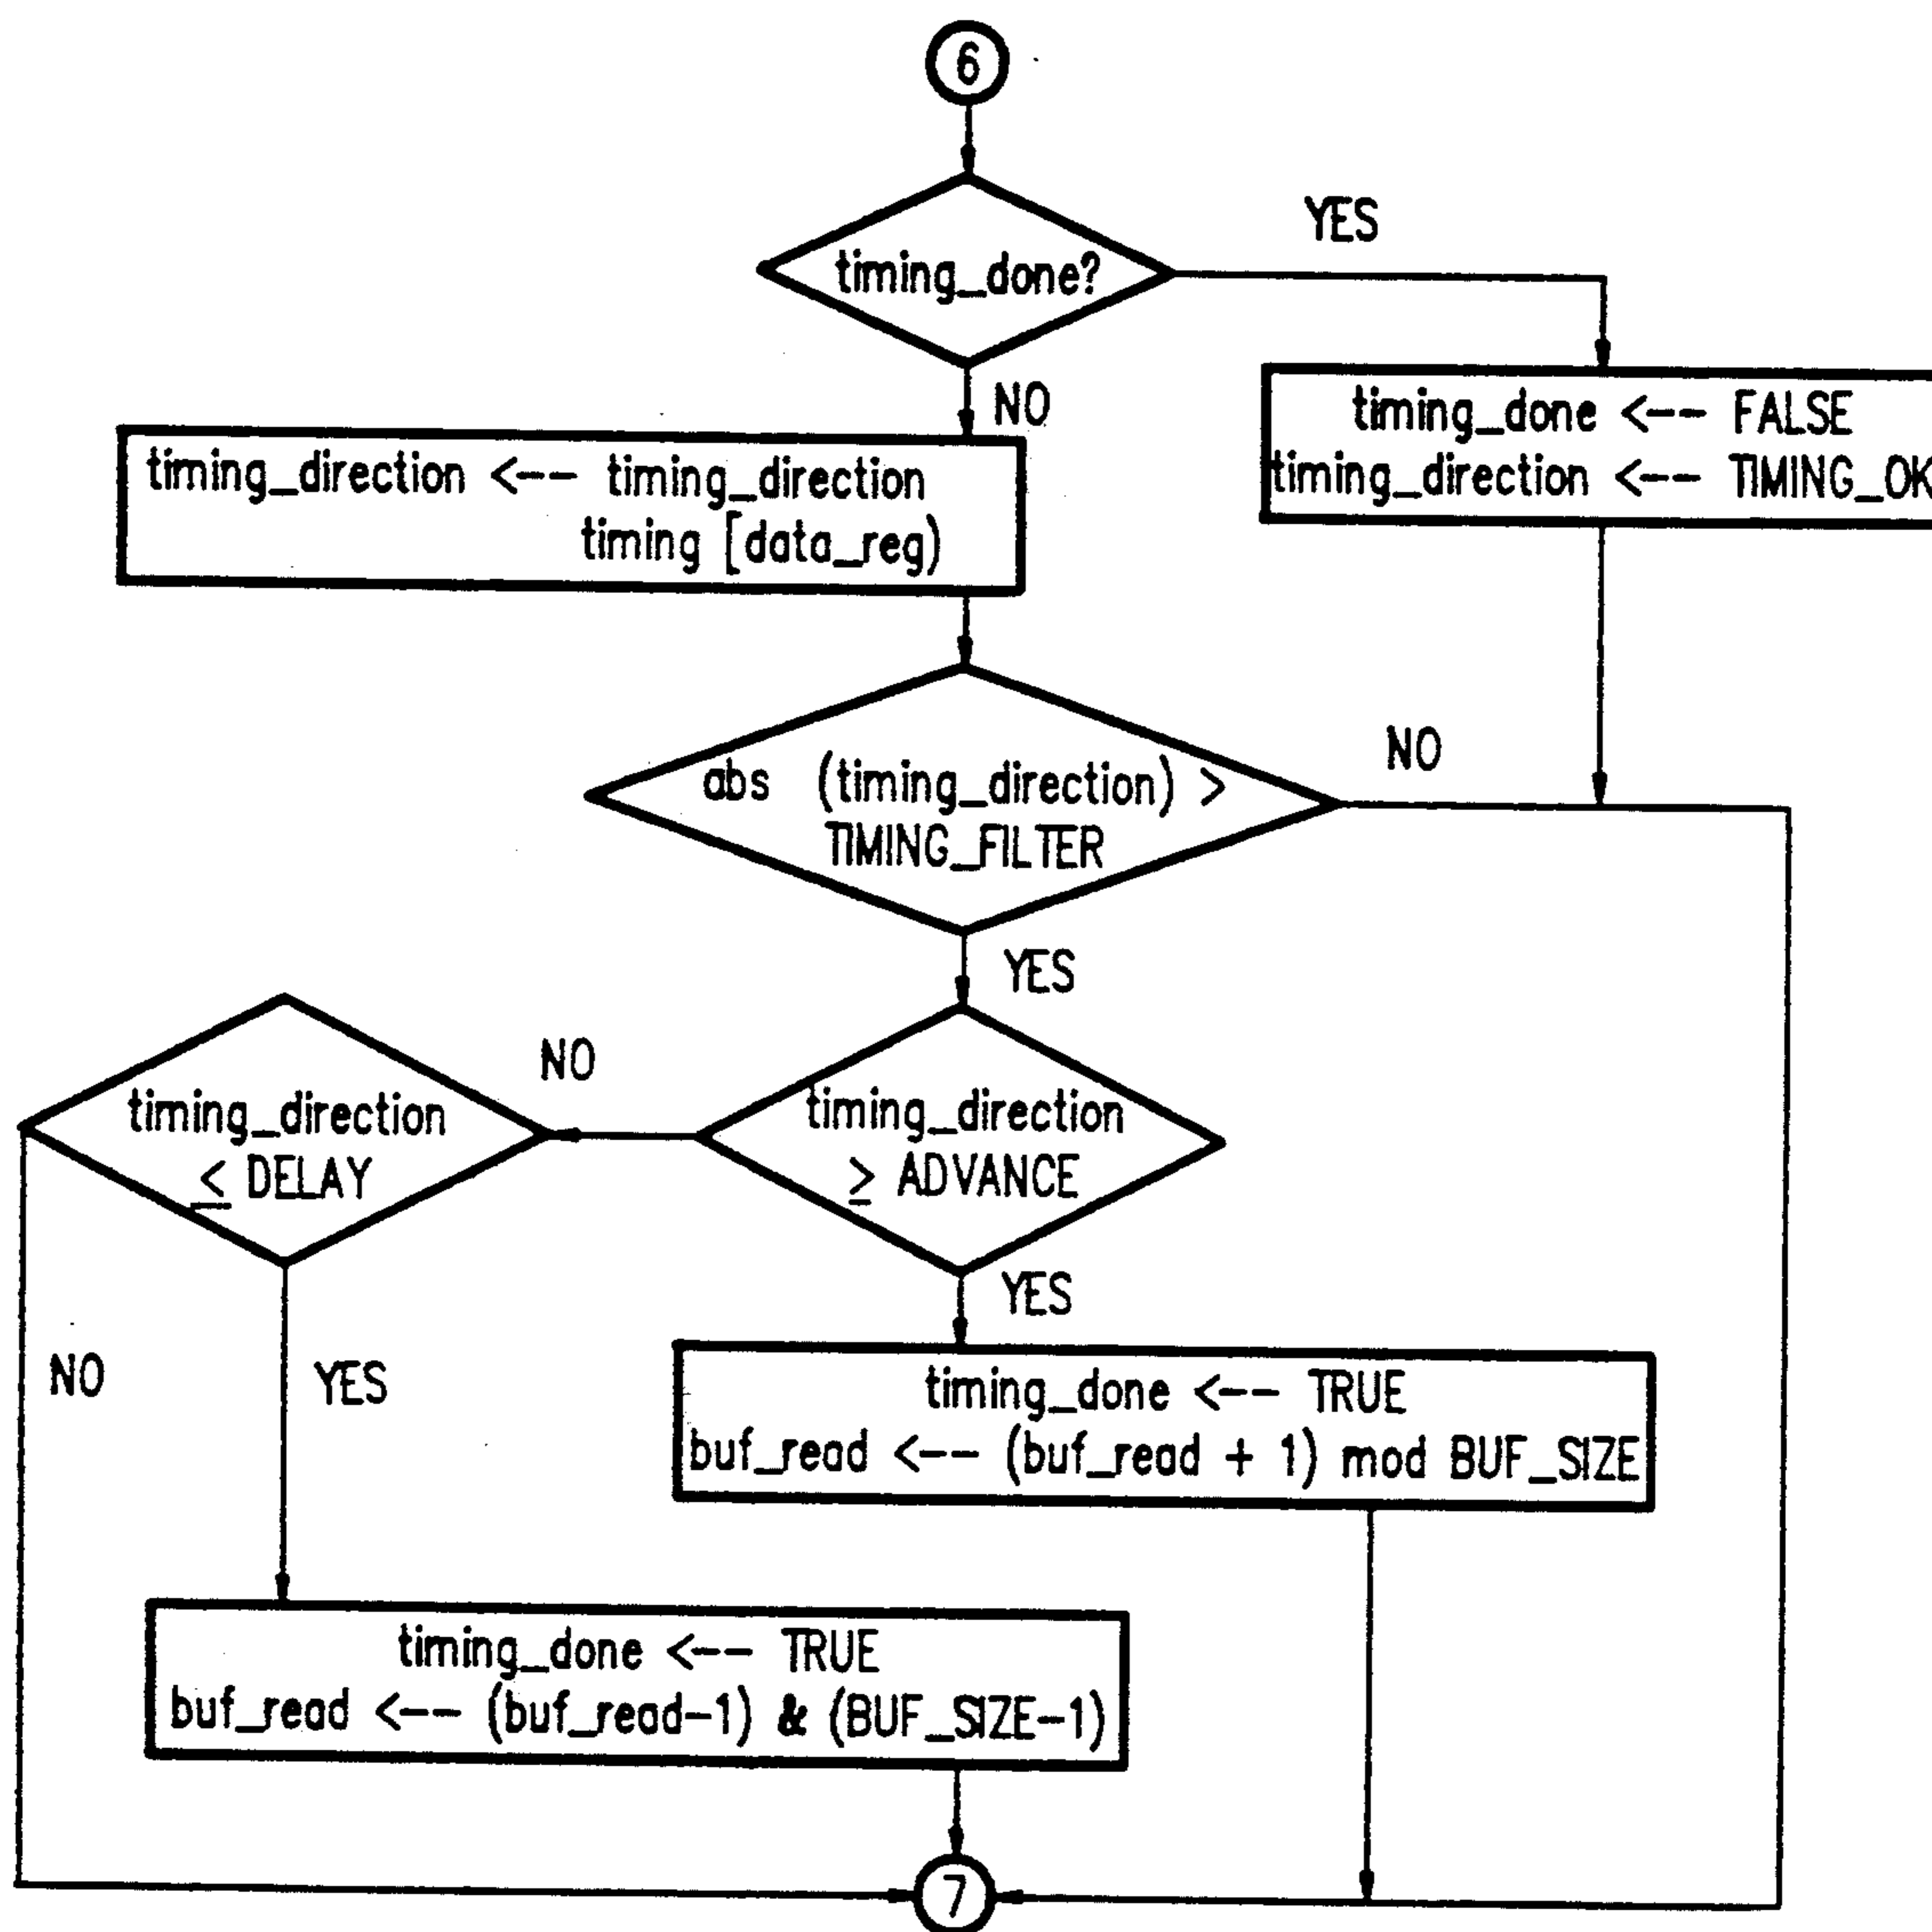 6
timing_done?
YES
NO
timing_done <-- FALSE
timing_direction <-- TIMING_OK
timing_direction <-- timing_direction
timing [data_reg)
abs (timing_direction) >
TIMING_FILTER
NO
YES
timing_direction
≥ ADVANCE
NO
timing_direction
≤ DELAY
YES
timing_done <-- TRUE
buf_read <-- (buf_read + 1) mod BUF_SIZE
NO
YES
timing_done <-- TRUE
buf_read <-- (buf_read-1) & (BUF_SIZE-1)
7